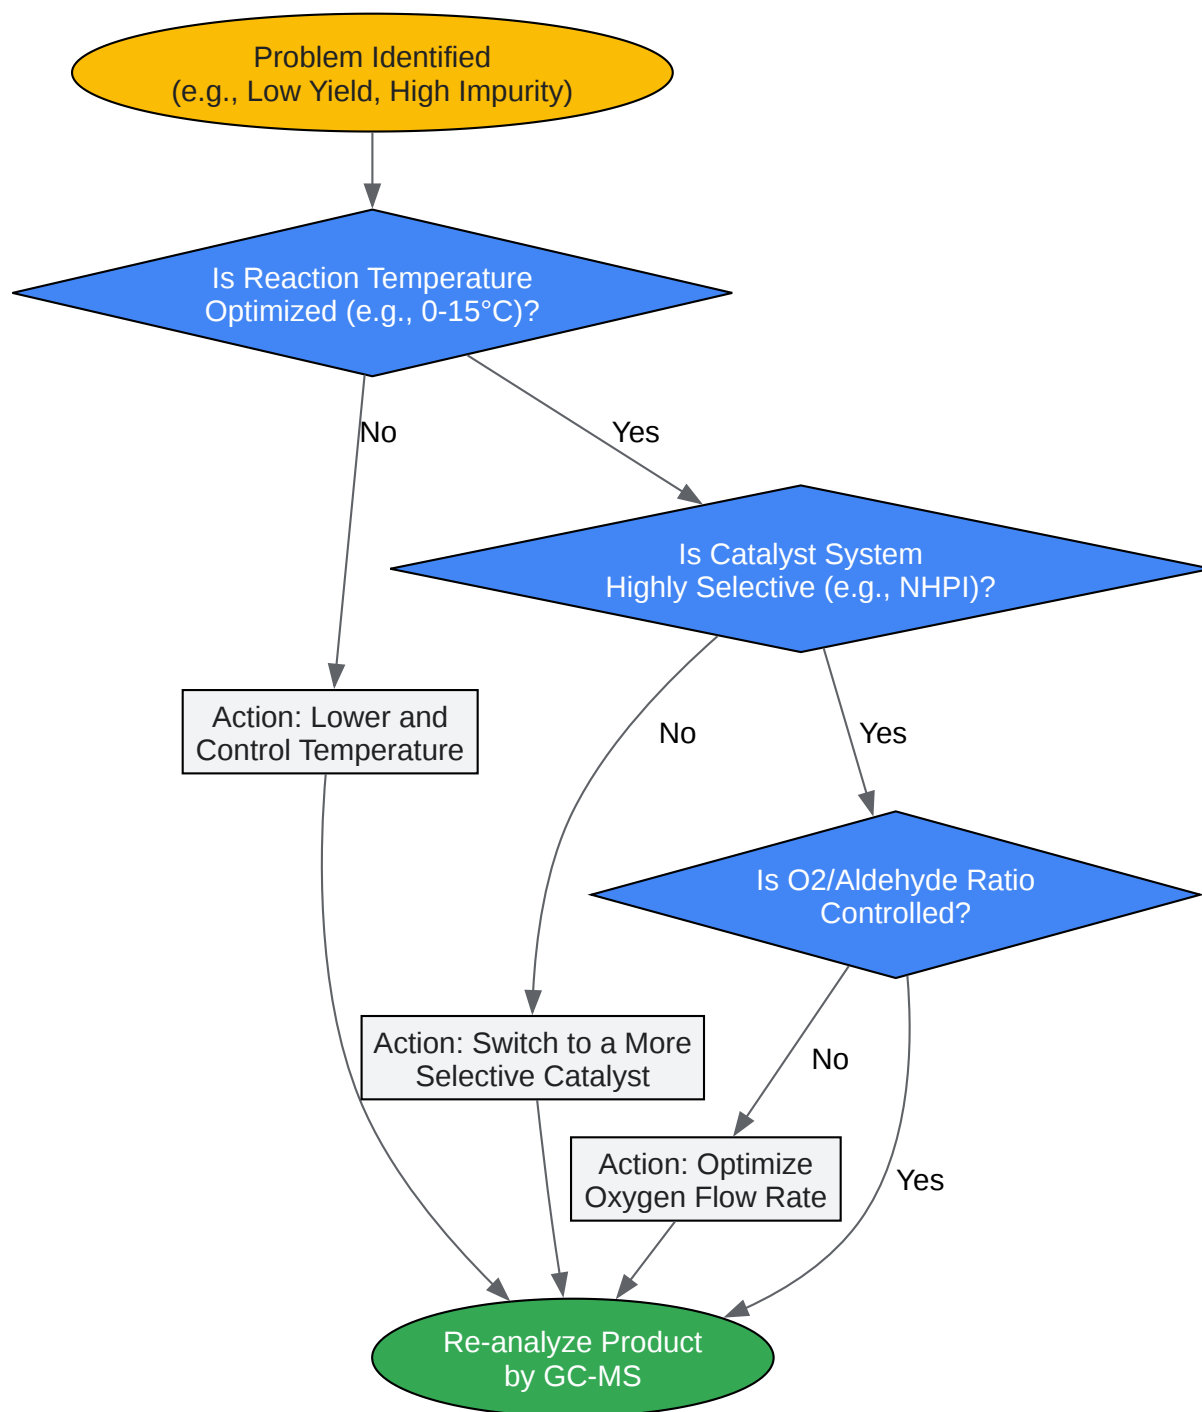 Problem Identified
(e.g., Low Yield, High Impurity)
Is Reaction Temperature
Optimized (e.g., 0-15°C)?
No
Yes
Is Catalyst System
Highly Selective (e.g., NHPI)?
Action: Lower and
Control Temperature
No
Yes
Is O2/Aldehyde Ratio
Controlled?
Action: Switch to a More
Selective Catalyst
No
Action: Optimize
Oxygen Flow Rate
Yes
Re-analyze Product
by GC-MS